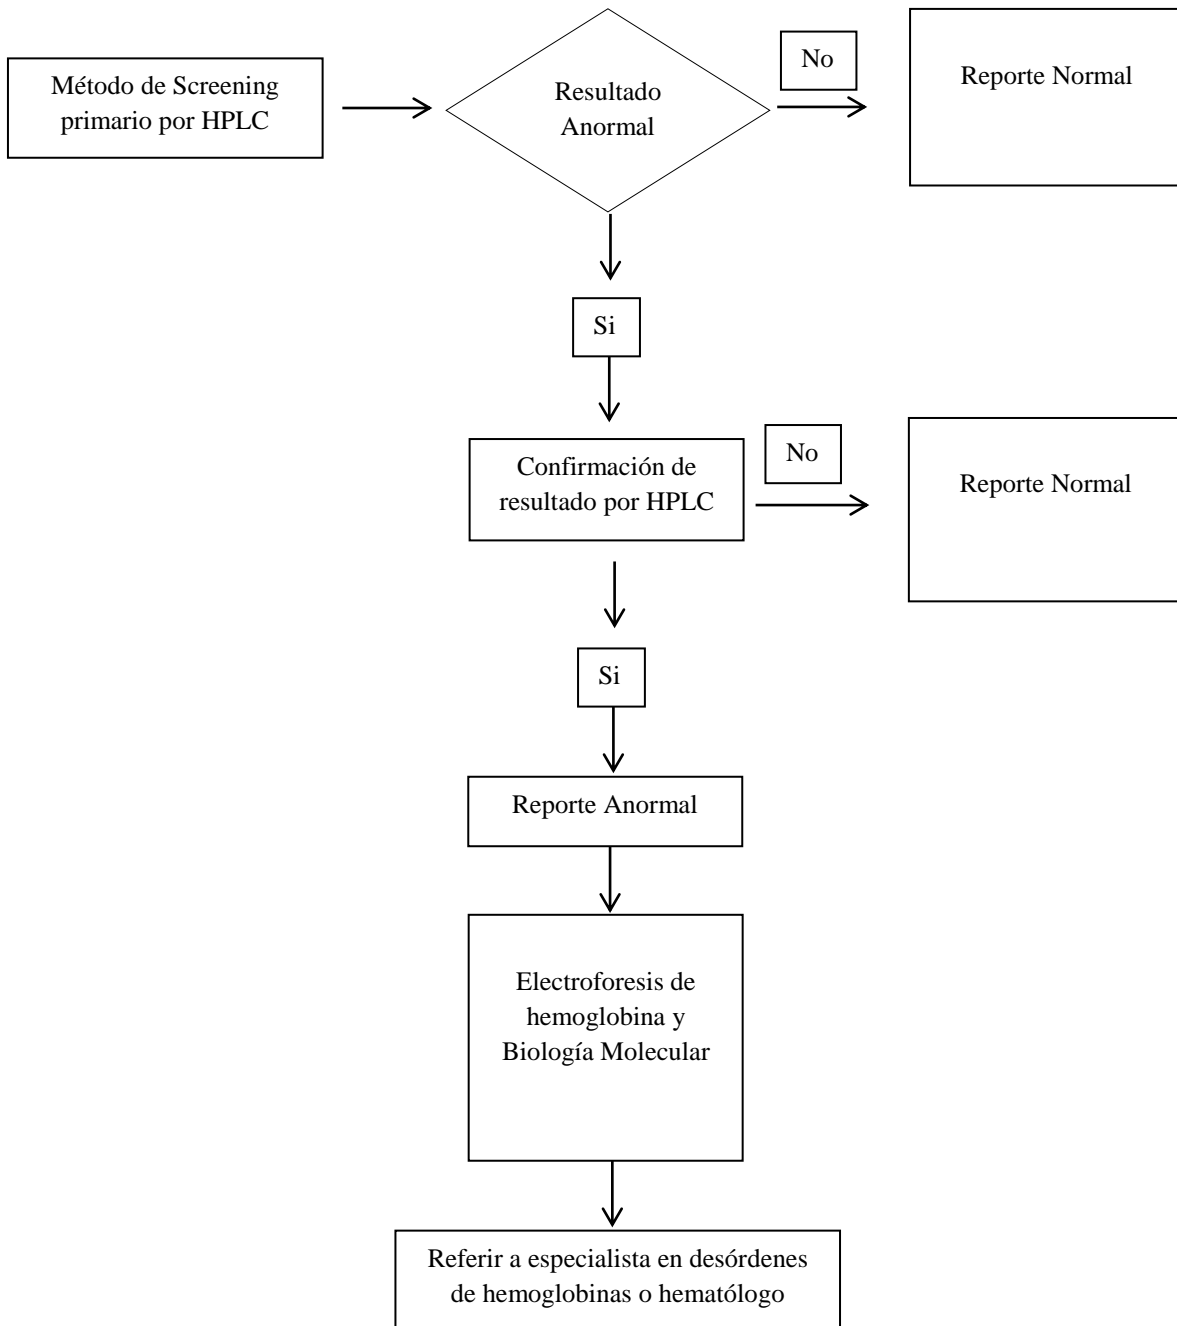 Método de Screening
primario por HPLC
Resultado
Anormal
No
Reporte Normal
Si
Confirmación de
resultado por HPLC
No
Reporte Normal
Si
Reporte Anormal
Electroforesis de
hemoglobina y
Biología Molecular
Referir a especialista en desórdenes
de hemoglobinas o hematólogo